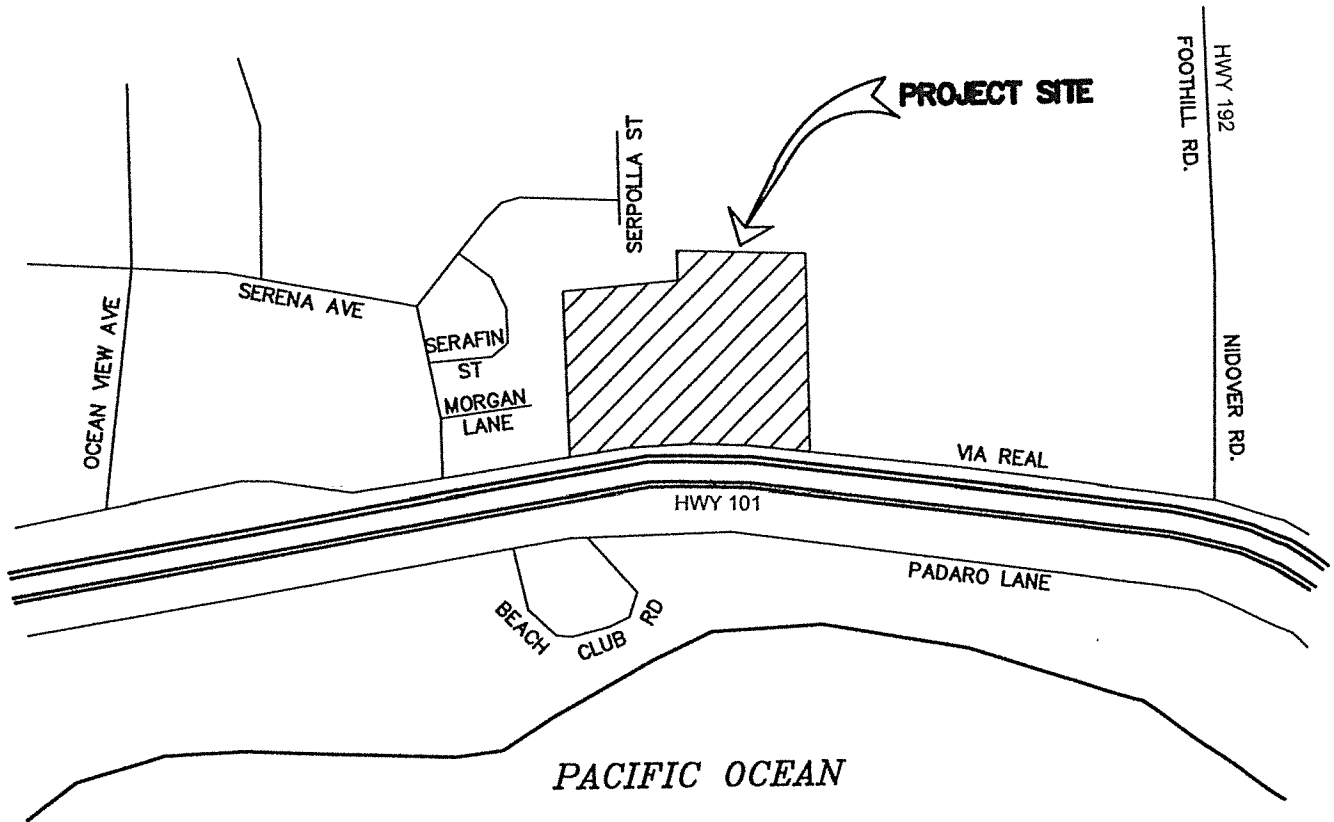 HWY 192
FOOTHILL RD.
PROJECT SITE
SERPOLLA ST
SERENA AVE
OCEAN VIEW AVE
SERAFIN
ST
MORGAN
LANE
NIDOVER RD.
VIA REAL
HWY 101
PADARO LANE
BEACH CLUB RD
PACIFIC OCEAN